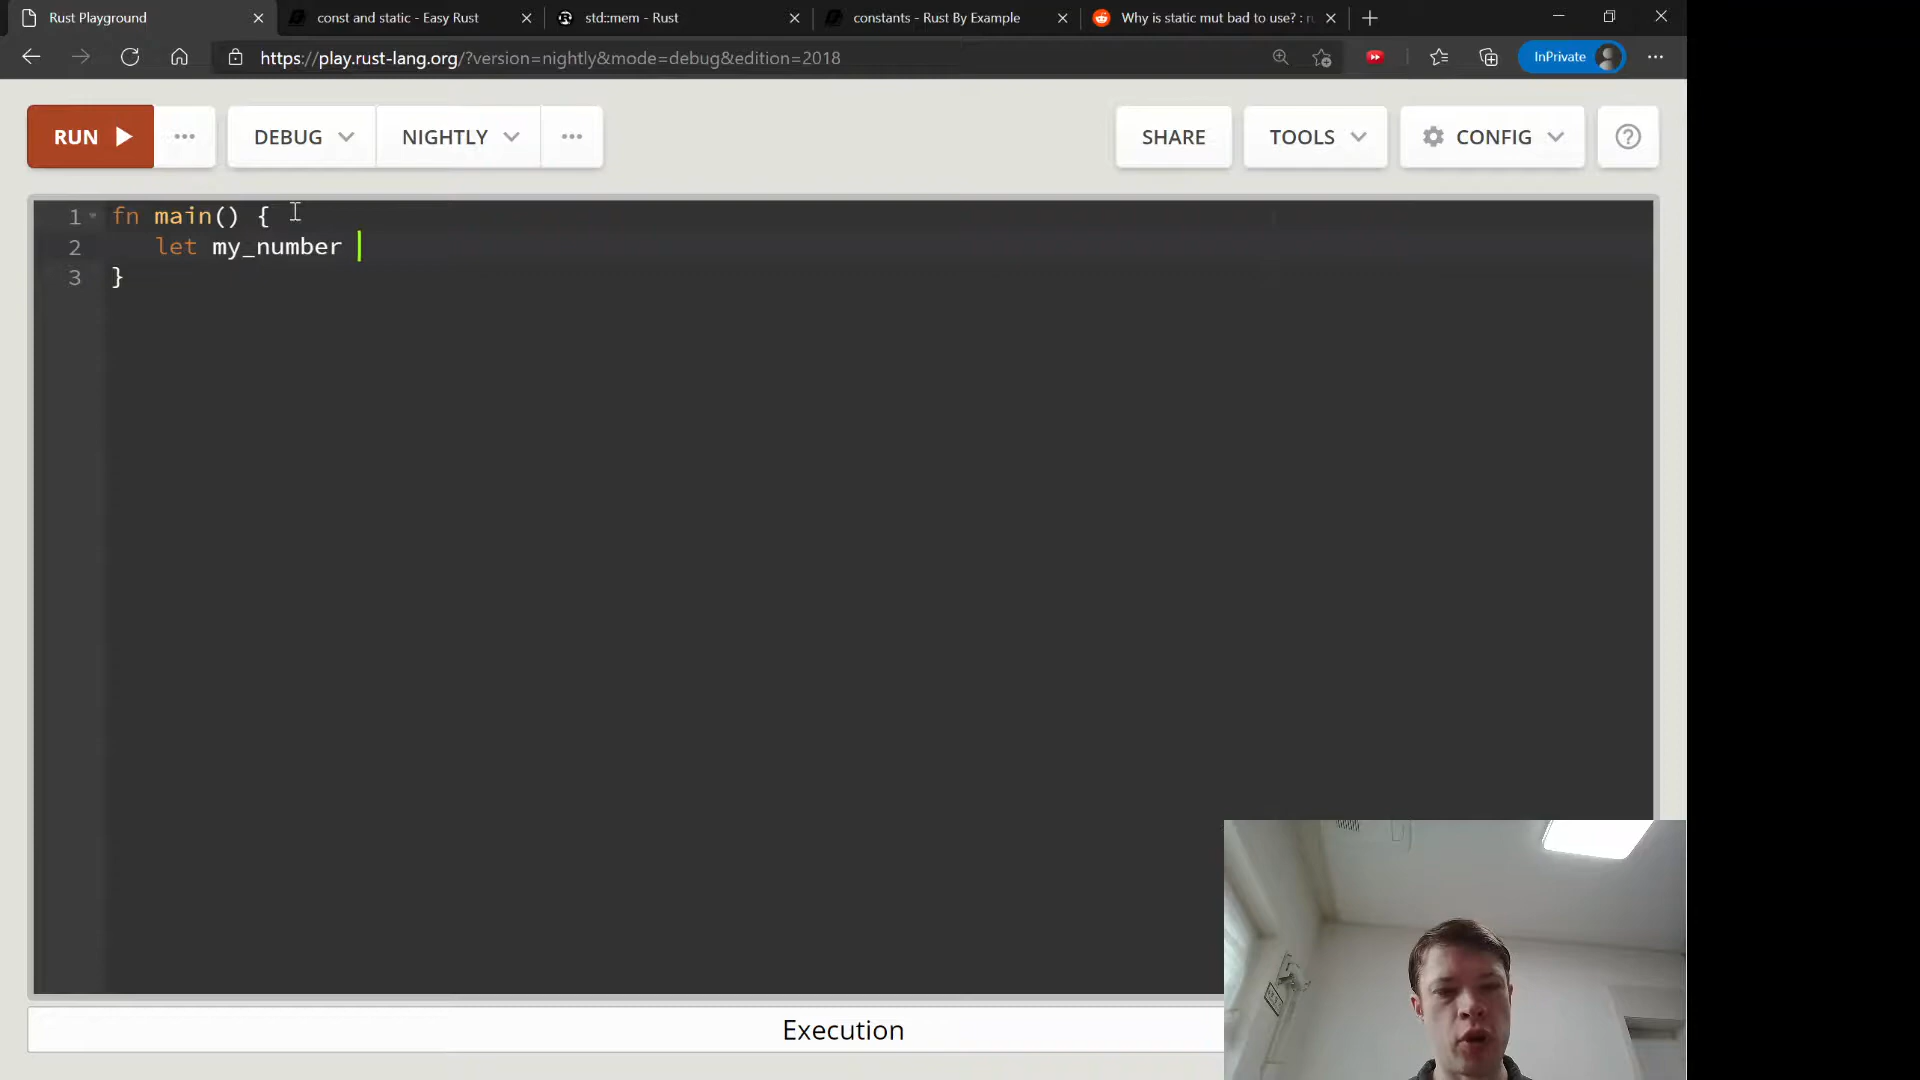 Rust Playground
const and static - Easy Rust
std::mem - Rust
constants - Rust By Example
Why is static mut bad to use? : ru
https://play.rust-lang.org/?version=nightly&mode=debug&edition=2018
InPrivate
RUN
DEBUG
NIGHTLY
SHARE
TOOLS
CONFIG
1 fn main() {
2 let my_number
3 }
Execution